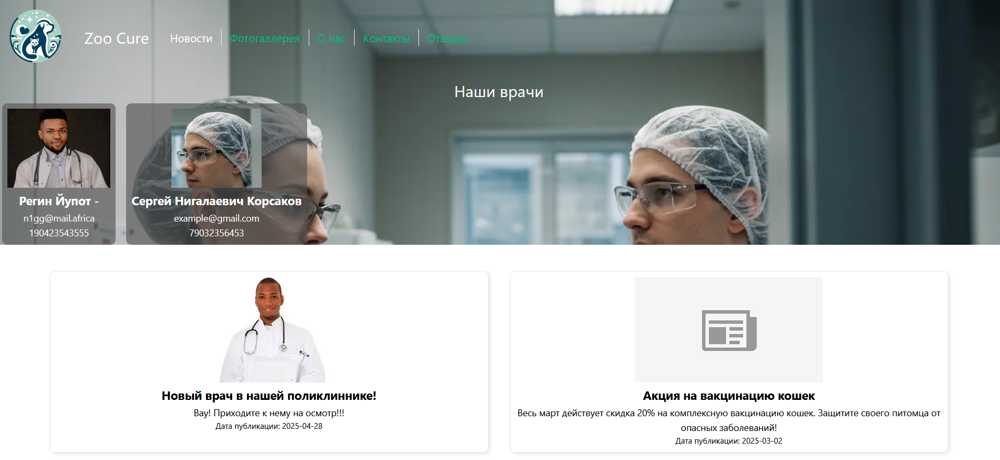 Zoo Cure
Новости
Фотогаллерея
О нас
Контакты
Отзывы
Наши врачи
Регин Йупот -
n1gg@mail.africa
190423543555
Сергей Нигалаевич Корсаков
example@gmail.com
79032356453
Новый врач в нашей поликлиннике!
Вау! Приходите к нему на осмотр!!!
Дата публикации: 2025-04-28
Акция на вакцинацию кошек
Весь март действует скидка 20% на комплексную вакцинацию кошек. Защитите своего питомца от
опасных заболеваний!
Дата публикации: 2025-03-02